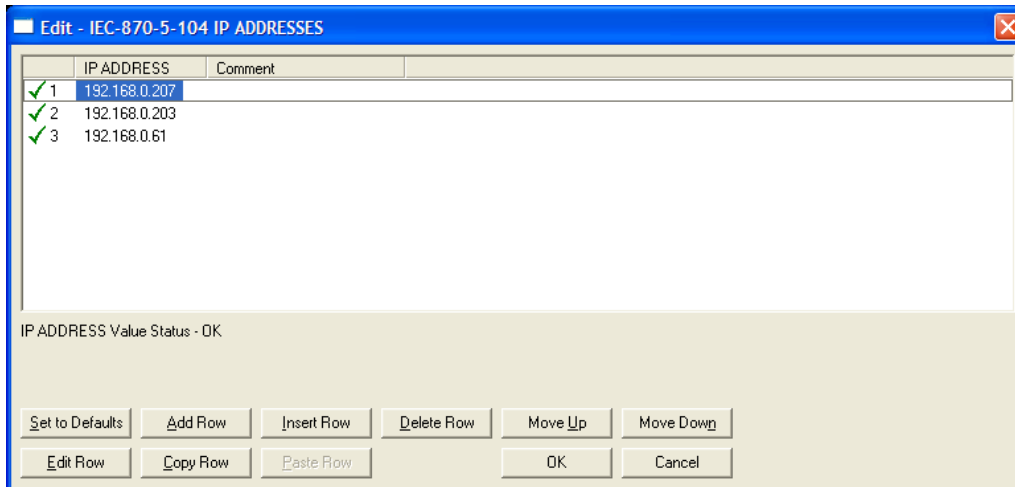 Edit - IEC-870-5-104 IP ADDRESSES
IP ADDRESS Comment
1 192.168.0.207
2 192.168.0.203
3 192.168.0.61
IP ADDRESS Value Status - OK
Set to Defaults Add Row Insert Row Delete Row Move Up Move Down
Edit Row Copy Row Paste Row OK Cancel